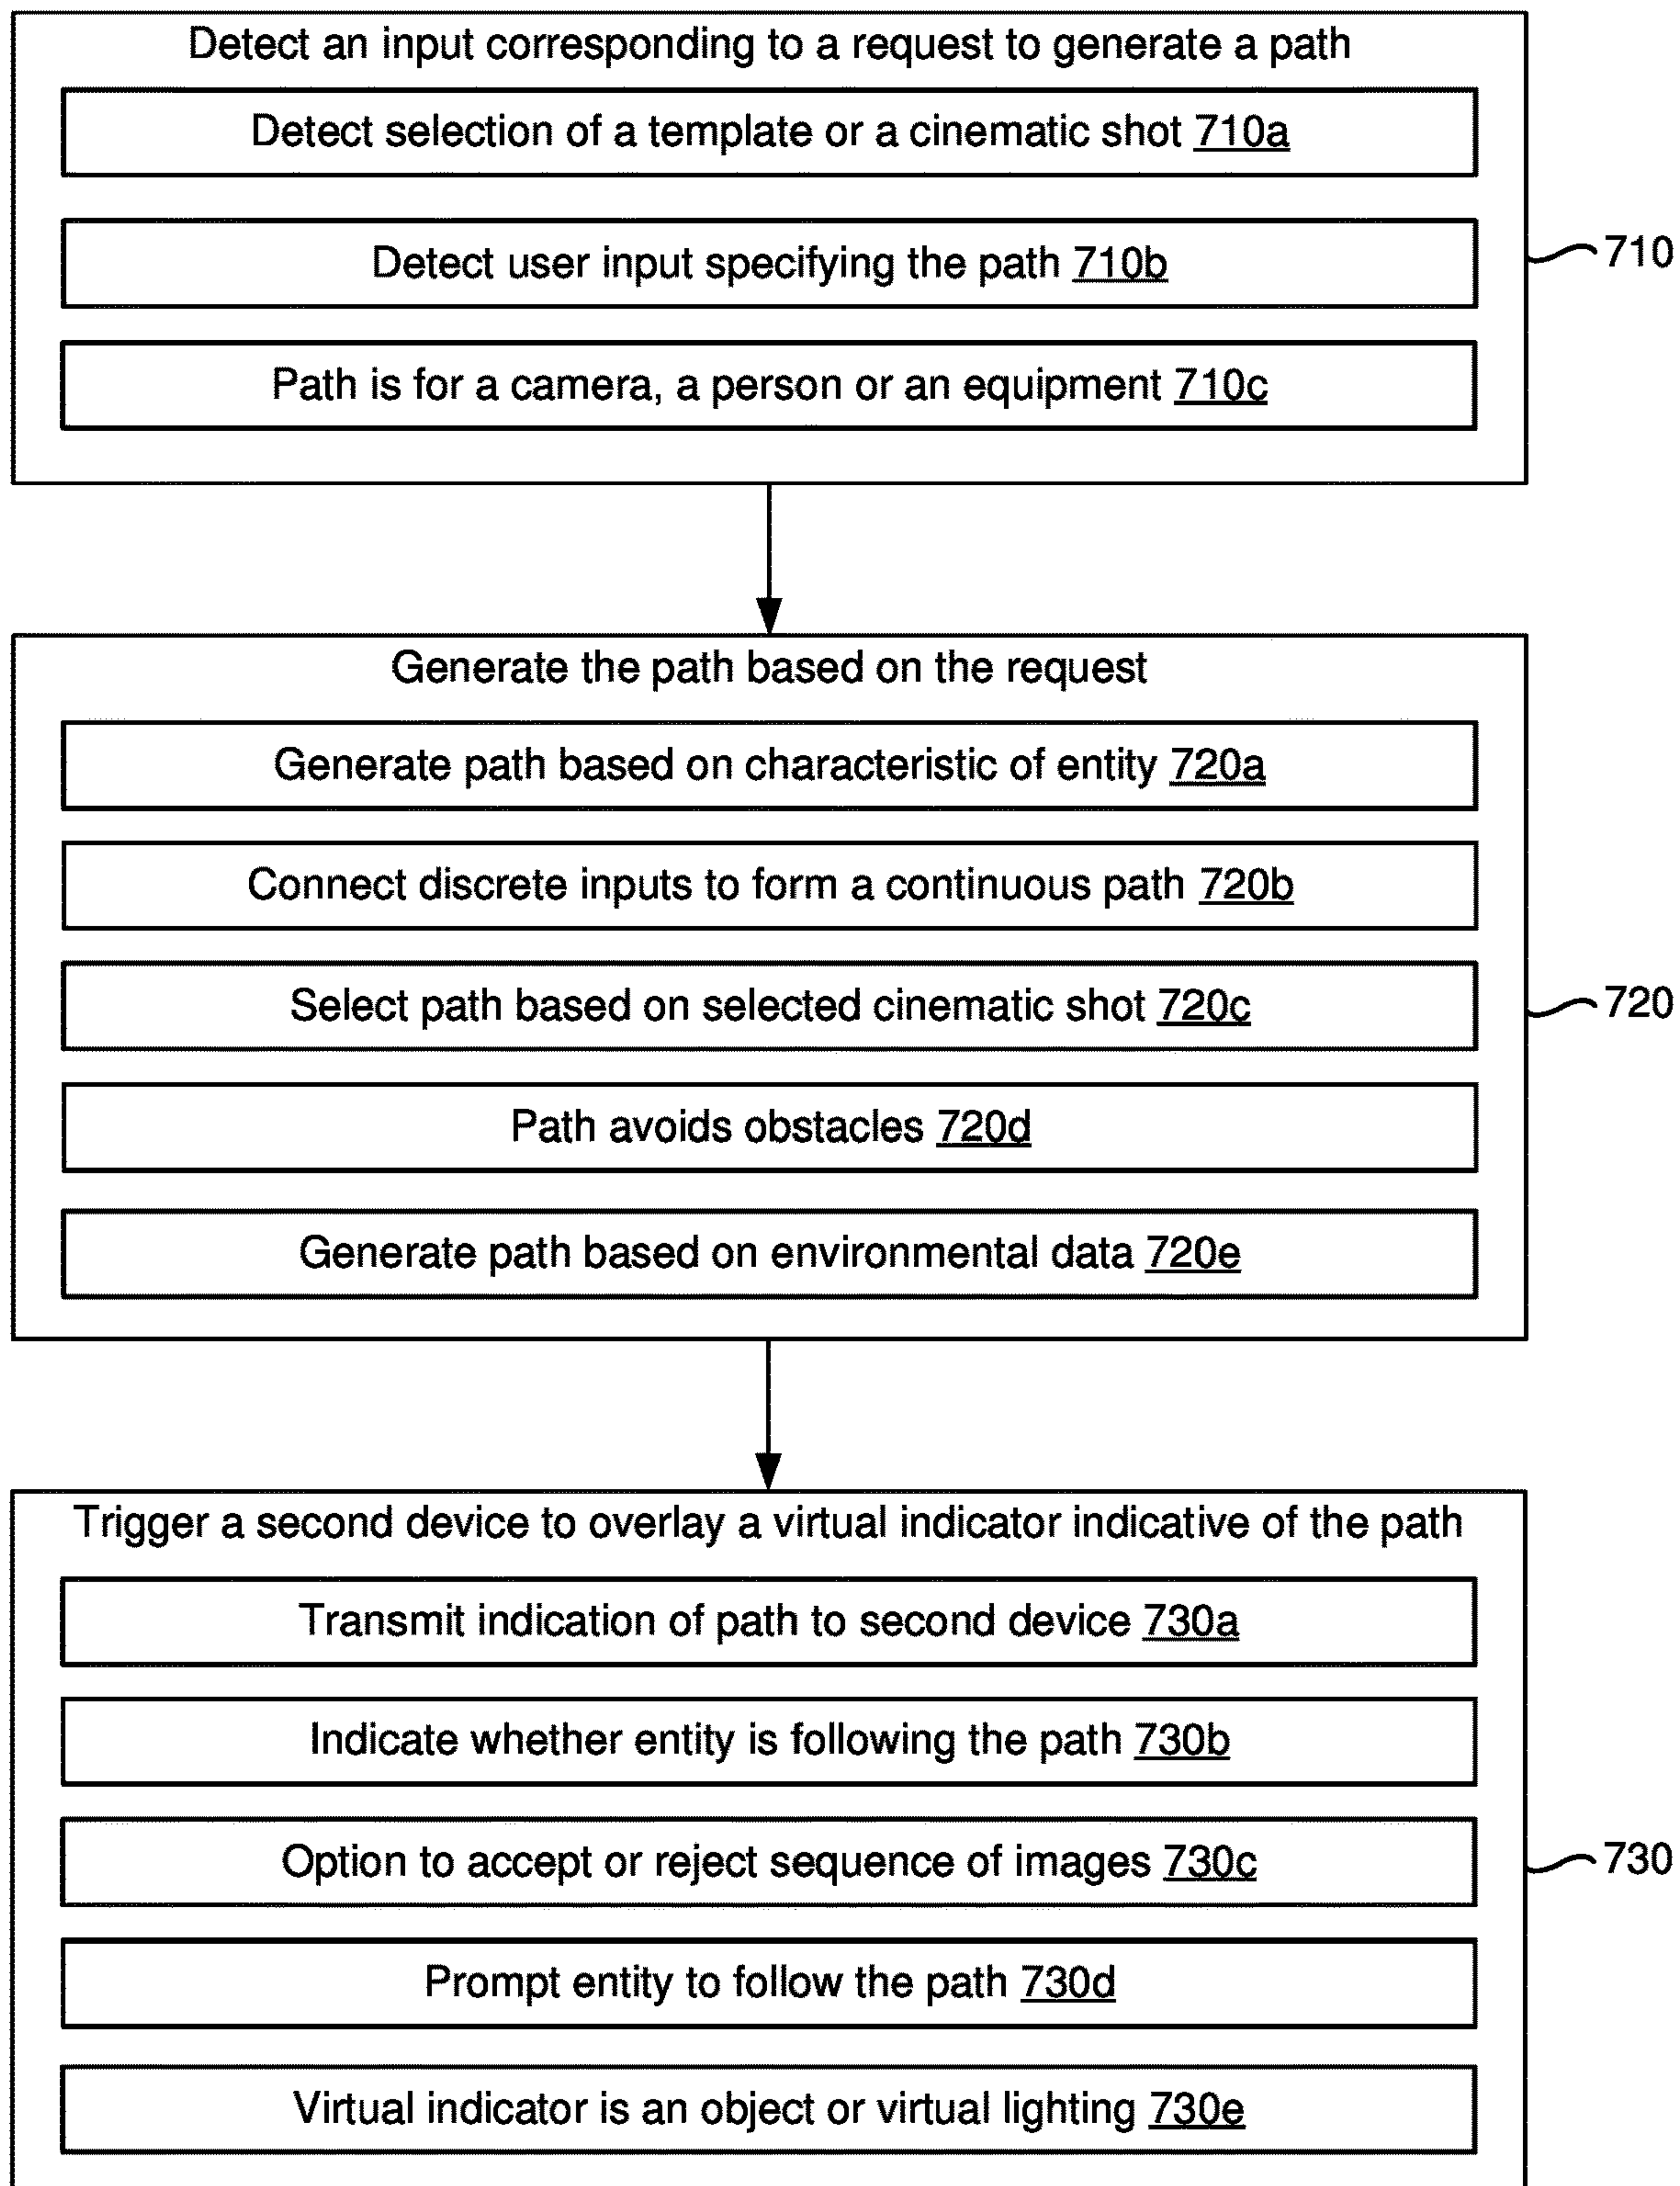 Detect an input corresponding to a request to generate a path
Detect selection of a template or a cinematic shot 710a
Detect user input specifying the path 710b
710
Path is for a camera, a person or an equipment 710c
Generate the path based on the request
Generate path based on characteristic of entity 720a
Connect discrete inputs to form a continuous path 720b
Select path based on selected cinematic shot 720c
720
Path avoids obstacles 720d
Generate path based on environmental data 720e
Trigger a second device to overlay a virtual indicator indicative of the path
Transmit indication of path to second device 730a
Indicate whether entity is following the path 730b
Option to accept or reject sequence of images 730c
730
Prompt entity to follow the path 730d
Virtual indicator is an object or virtual lighting 730e